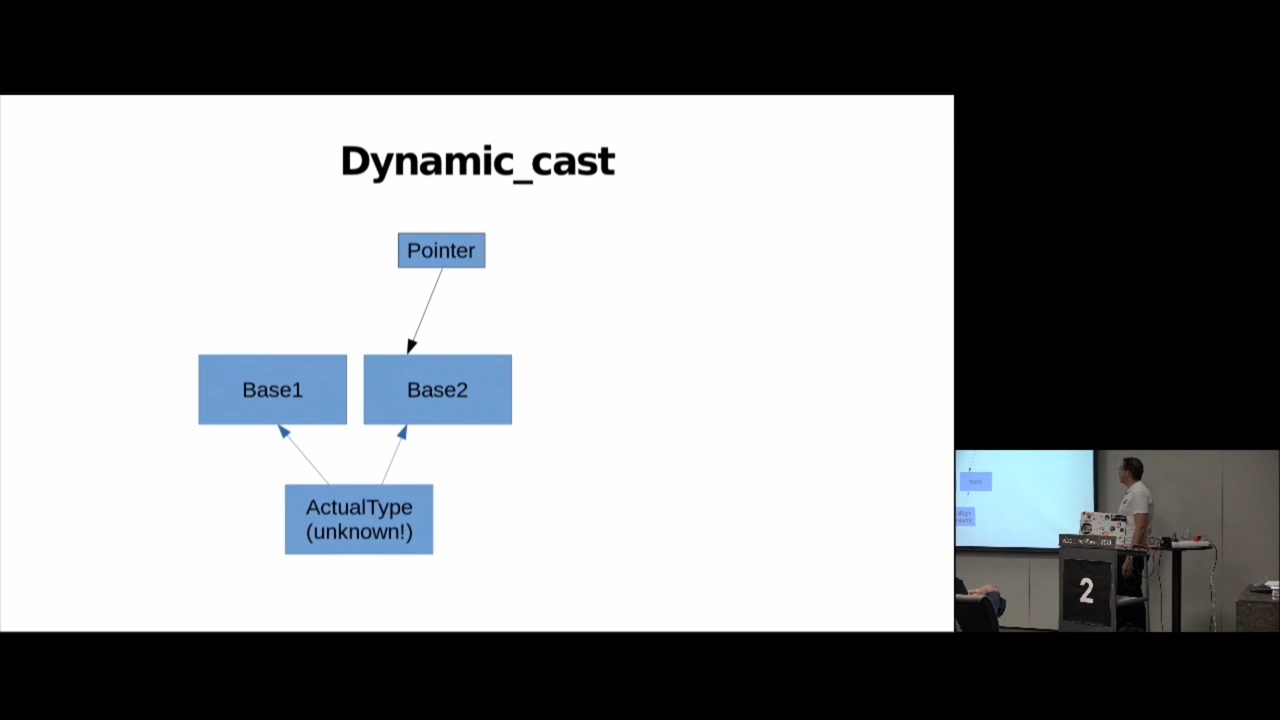 Dynamic_cast
Pointer
Base1
Base2
ActualType
(unknown!)
2